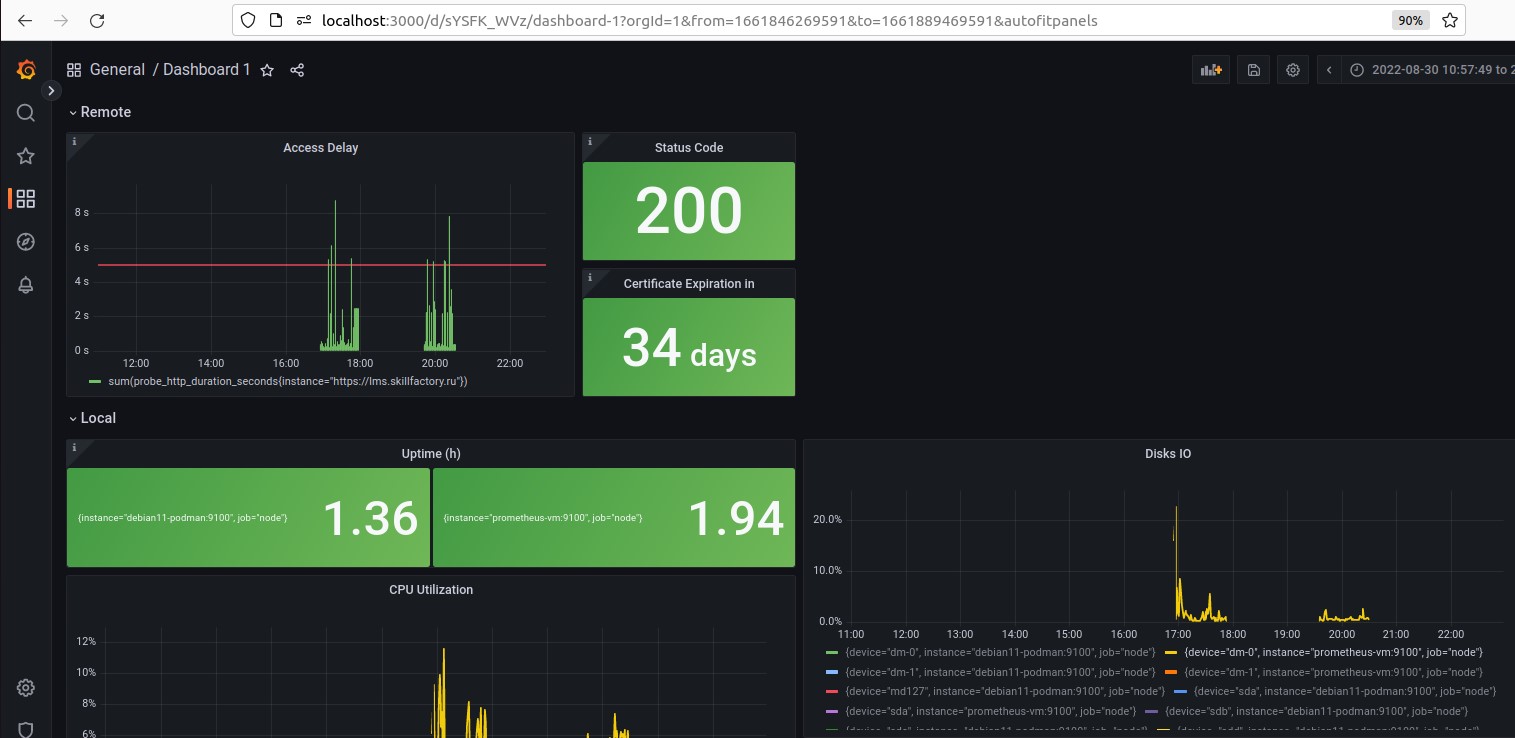 localhost:3000/d/sYSFK_WVz/dashboard-1?orgId=1&from=1661846269591&to=1661889469591&autofitpanels
90%
General / Dashboard 1
2022-08-30 10:57:49 to 2
Remote
i
Access Delay
8 s
6 s
4 s
2 s
0 s
12:00 14:00 16:00 18:00 20:00 22:00
sum(probe_http_duration_seconds{instance="https://lms.skillfactory.ru"})
i
Status Code
200
i
Certificate Expiration in
34 days
Local
i
Uptime (h)
{instance="debian11-podman:9100", job="node"} 1.36
{instance="prometheus-vm:9100", job="node"} 1.94
CPU Utilization
12%
10%
8%
6%
Disks IO
20.0%
10.0%
0.0%
11:00 12:00 13:00 14:00 15:00 16:00 17:00 18:00 19:00 20:00 21:00 22:00
{device="dm-0", instance="debian11-podman:9100", job="node"} {device="dm-0", instance="prometheus-vm:9100", job="node"}
{device="dm-1", instance="debian11-podman:9100", job="node"} {device="dm-1", instance="prometheus-vm:9100", job="node"}
{device="md127", instance="debian11-podman:9100", job="node"} {device="sda", instance="debian11-podman:9100", job="node"}
{device="sda", instance="prometheus-vm:9100", job="node"} {device="sdb", instance="debian11-podman:9100", job="node"}